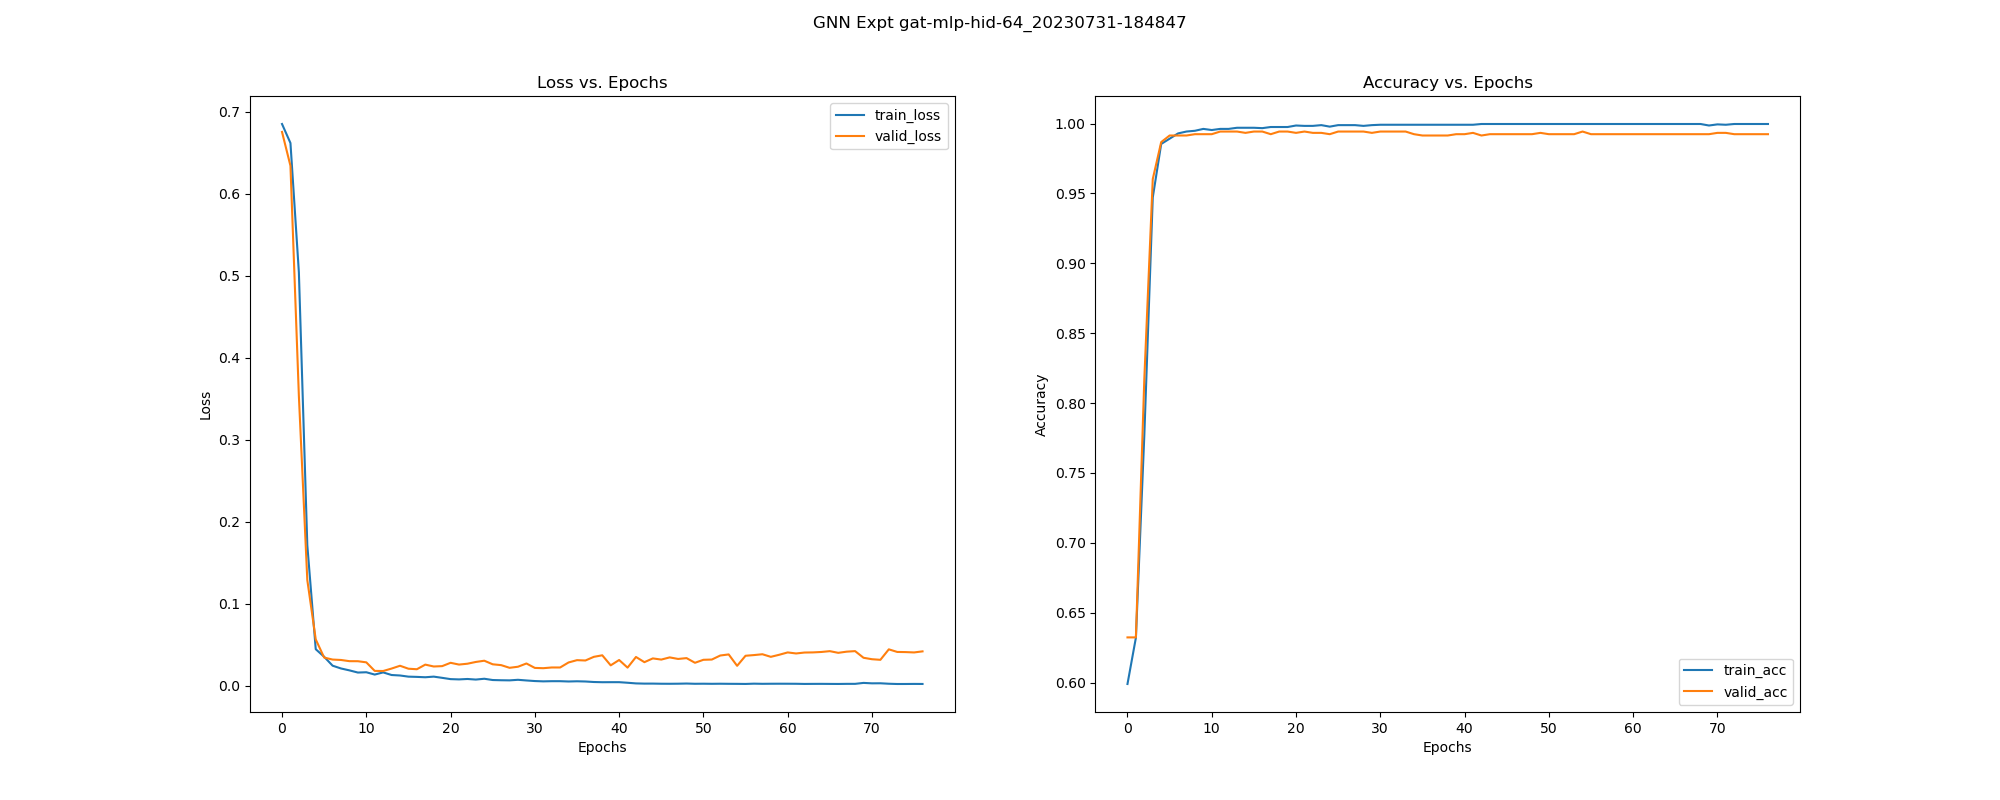 GNN Expt gat-mlp-hid-64_20230731-184847
Loss vs. Epochs
0.7
0.6
0.5
0.4
0.3
0.2
0.1
0.0
Loss
train_loss
valid_loss
0 10 20 30 40 50 60 70
Epochs
Accuracy vs. Epochs
1.00
0.95
0.90
0.85
0.80
0.75
0.70
0.65
0.60
Accuracy
train_acc
valid_acc
0 10 20 30 40 50 60 70
Epochs